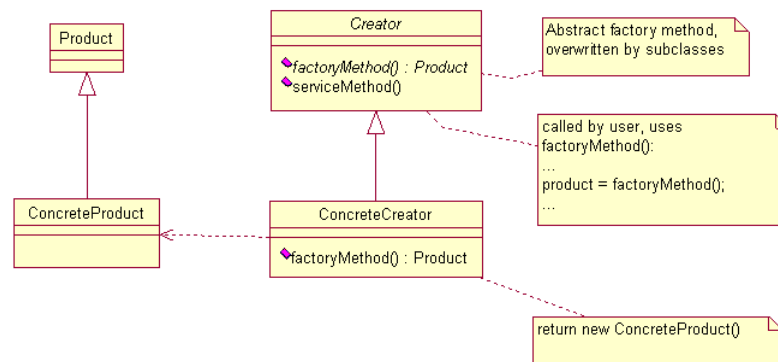 Product
Creator
factoryMethod() : Product
serviceMethod()
Abstract factory method,
overwritten by subclasses
called by user, uses
factoryMethod():
...
product = factoryMethod();
...
ConcreteProduct
ConcreteCreator
factoryMethod() : Product
return new ConcreteProduct()